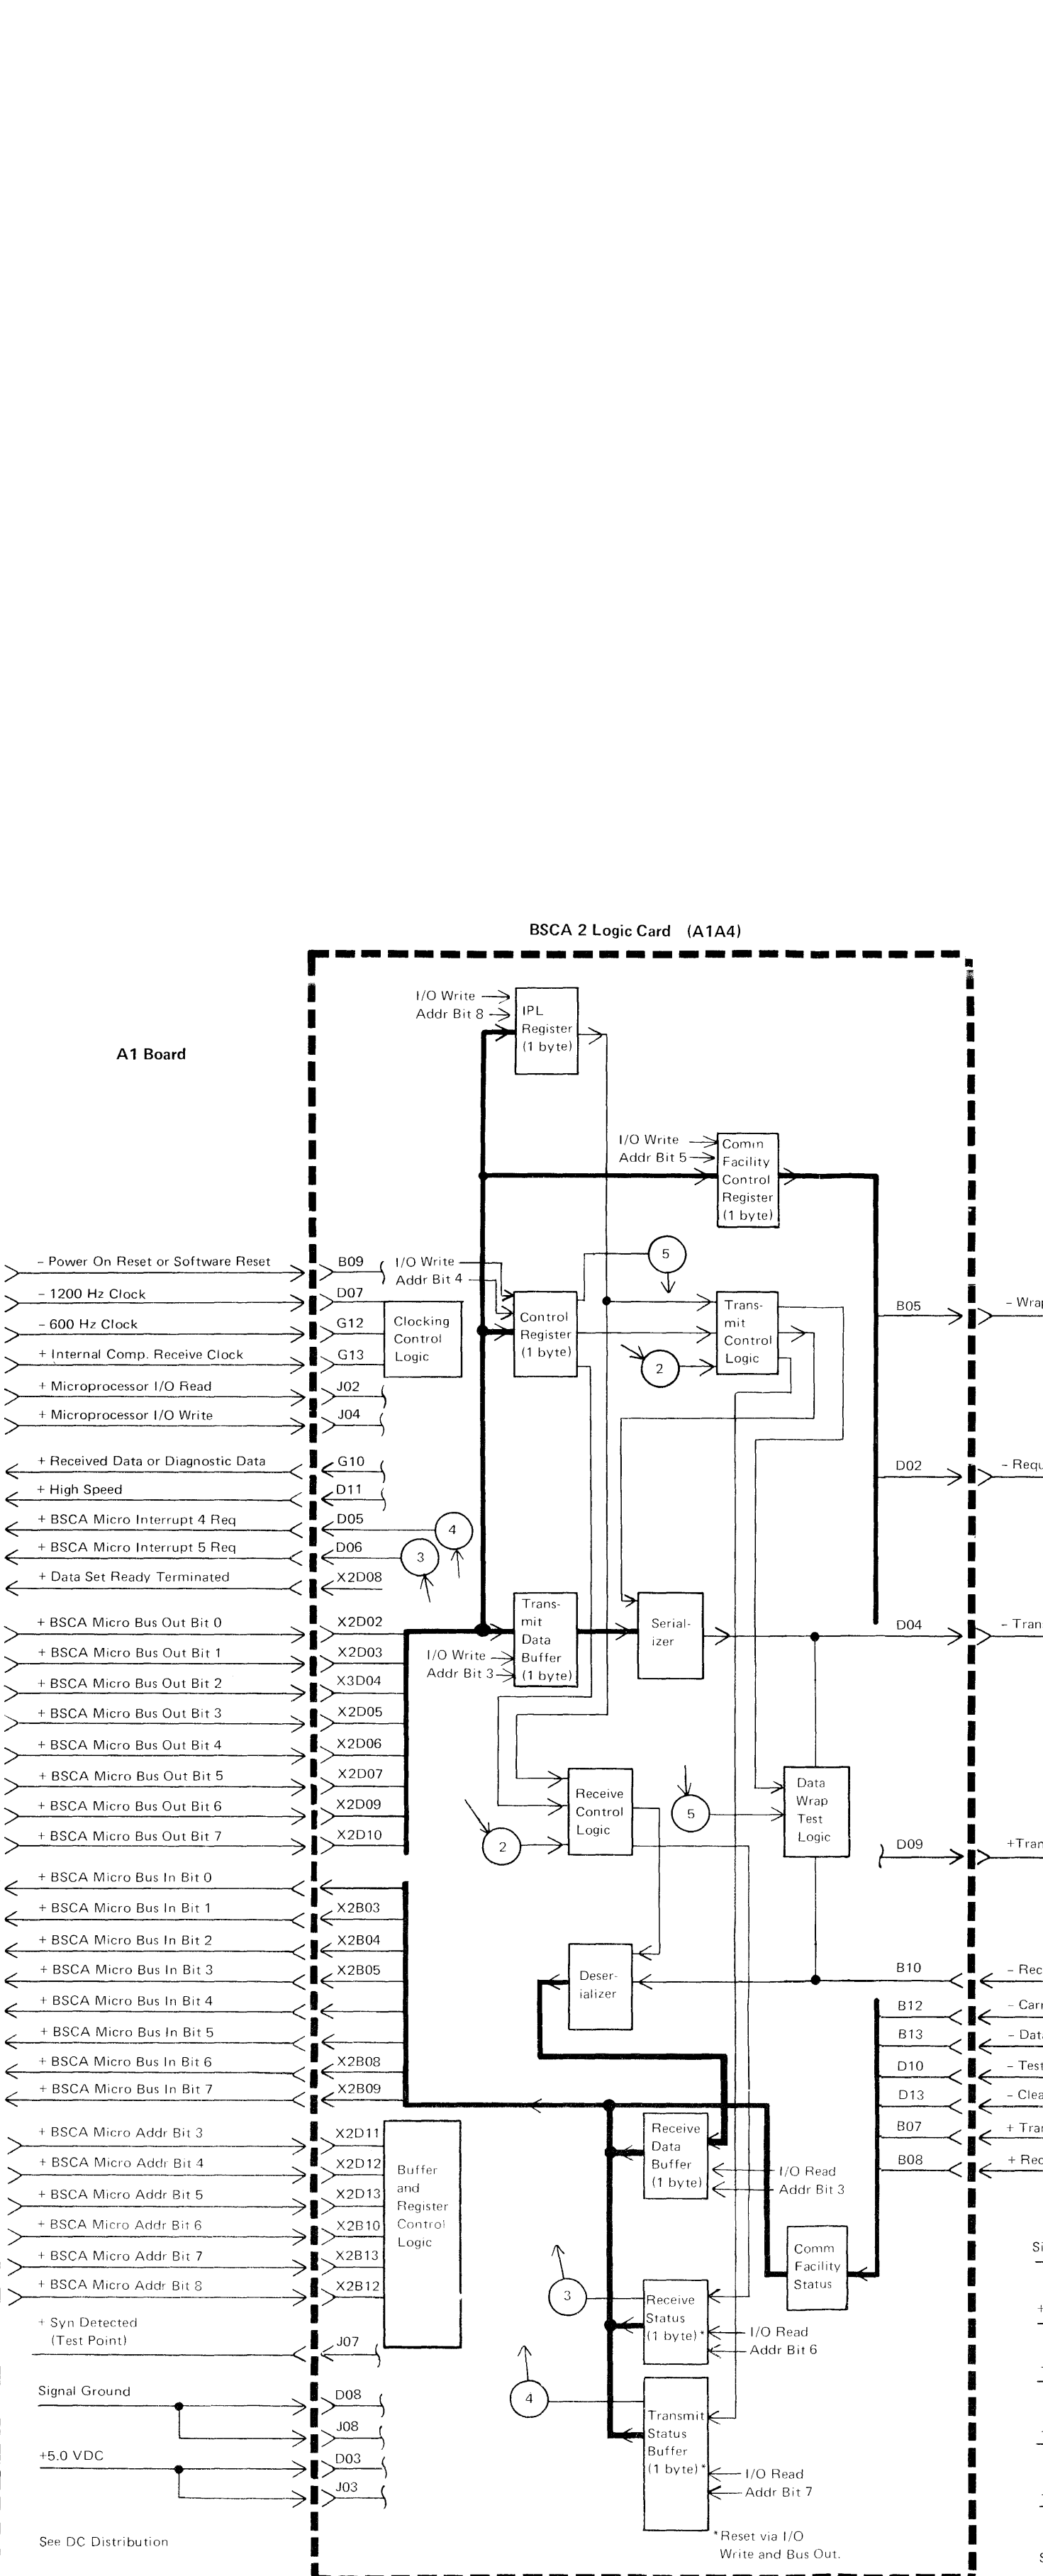 BSCA 2 Logic Card (A1A4)
A1 Board
I/O Write
Addr Bit 8
IPL
Register
(1 byte)
I/O Write
Addr Bit 5
Comm
Facility
Control
Register
(1 byte)
– Power On Reset or Software Reset
B09
I/O Write
Addr Bit 4
5
– 1200 Hz Clock
D07
– 600 Hz Clock
G12
+ Internal Comp. Receive Clock
G13
Clocking
Control
Logic
Control
Register
(1 byte)
2
Trans-
mit
Control
Logic
B05
– Wrap
+ Microprocessor I/O Read
J02
+ Microprocessor I/O Write
J04
+ Received Data or Diagnostic Data
G10
D02
– Requ
+ High Speed
D11
+ BSCA Micro Interrupt 4 Req
D05
4
+ BSCA Micro Interrupt 5 Req
D06
3
+ Data Set Ready Terminated
X2D08
+ BSCA Micro Bus Out Bit 0
X2D02
+ BSCA Micro Bus Out Bit 1
X2D03
+ BSCA Micro Bus Out Bit 2
X3D04
+ BSCA Micro Bus Out Bit 3
X2D05
+ BSCA Micro Bus Out Bit 4
X2D06
+ BSCA Micro Bus Out Bit 5
X2D07
+ BSCA Micro Bus Out Bit 6
X2D09
+ BSCA Micro Bus Out Bit 7
X2D10
I/O Write
Addr Bit 3
Trans-
mit
Data
Buffer
(1 byte)
Serial-
izer
D04
– Tran
Receive
Control
Logic
2
5
Data
Wrap
Test
Logic
D09
+Tran
+ BSCA Micro Bus In Bit 0
+ BSCA Micro Bus In Bit 1
X2B03
+ BSCA Micro Bus In Bit 2
X2B04
+ BSCA Micro Bus In Bit 3
X2B05
+ BSCA Micro Bus In Bit 4
+ BSCA Micro Bus In Bit 5
+ BSCA Micro Bus In Bit 6
X2B08
+ BSCA Micro Bus In Bit 7
X2B09
Deser-
ializer
B10
– Rec
B12
– Carr
B13
– Data
D10
– Test
D13
– Clea
B07
+ Tran
B08
+ Rec
+ BSCA Micro Addr Bit 3
X2D11
+ BSCA Micro Addr Bit 4
X2D12
+ BSCA Micro Addr Bit 5
X2D13
+ BSCA Micro Addr Bit 6
X2B10
+ BSCA Micro Addr Bit 7
X2B13
+ BSCA Micro Addr Bit 8
X2B12
Buffer
and
Register
Control
Logic
Receive
Data
Buffer
(1 byte)
I/O Read
Addr Bit 3
Comm
Facility
Status
Si
3
Receive
Status
(1 byte)*
I/O Read
Addr Bit 6
+ Syn Detected
(Test Point)
J07
Signal Ground
D08
J08
+5.0 VDC
D03
J03
4
Transmit
Status
Buffer
(1 byte)*
I/O Read
Addr Bit 7
See DC Distribution
*Reset via I/O
Write and Bus Out.